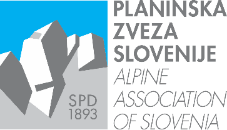 PLANINSKA
ZVEZA
SLOVENIJE
ALPINE
ASSOCIATION
OF SLOVENIA
SPD
1893